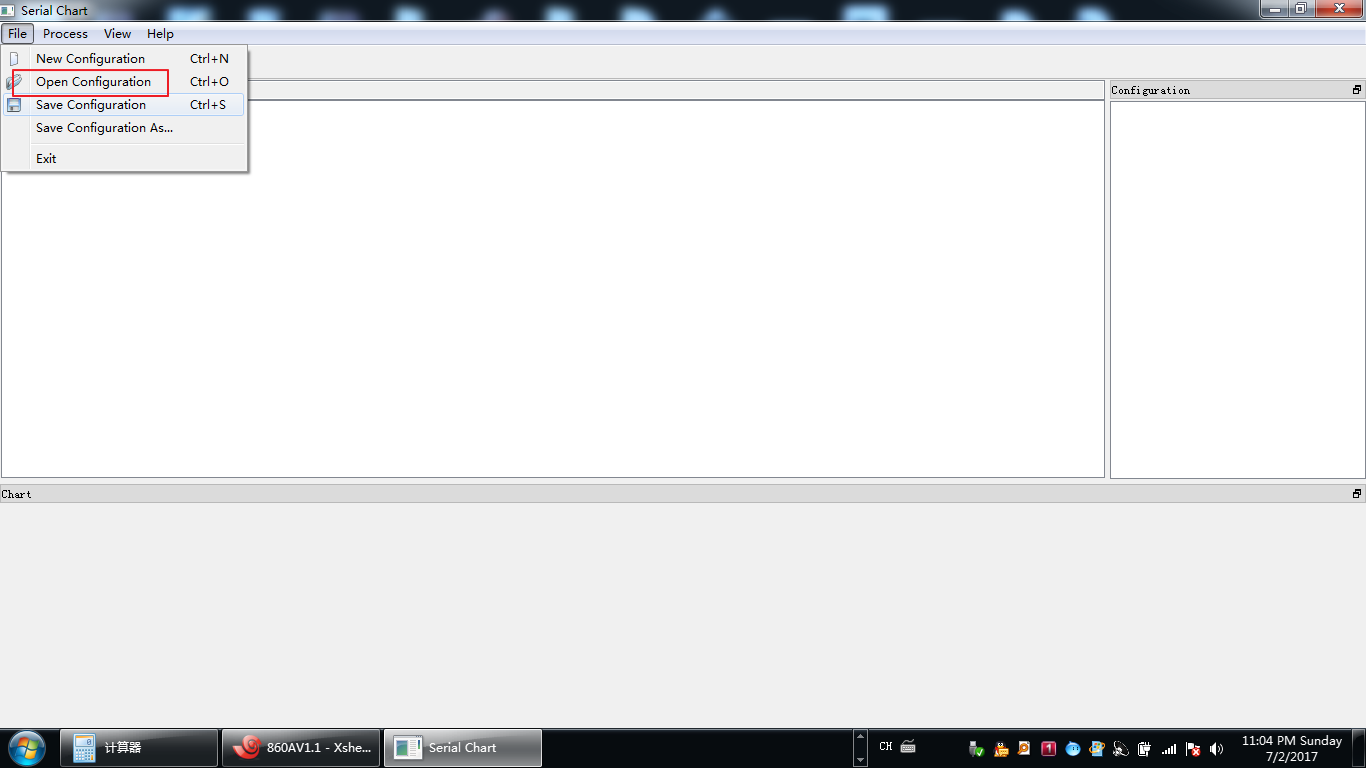 Serial Chart
File Process View Help
New Configuration Ctrl+N
Open Configuration Ctrl+O
Save Configuration Ctrl+S
Save Configuration As...
Exit
Configuration
Chart
计算器
860AV1.1 - Xshe...
Serial Chart
CH
1
11:04 PM Sunday
7/2/2017